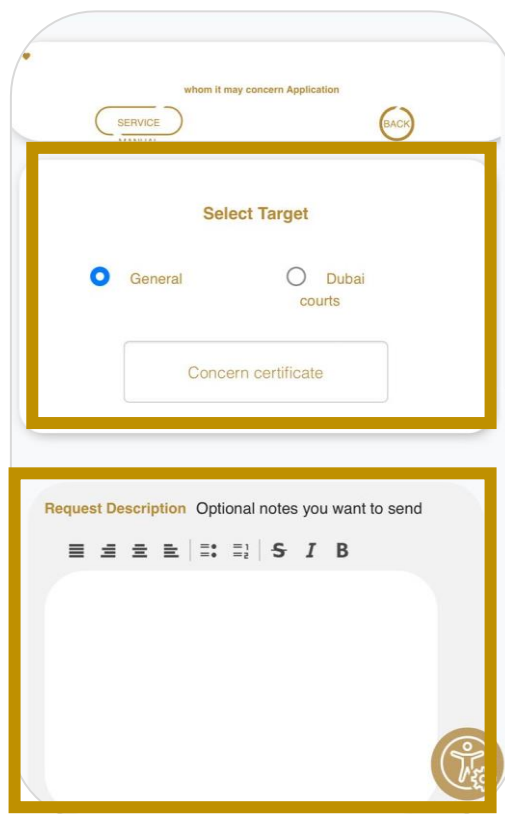 whom it may concern Application
SERVICE
BACK
Select Target
General
Dubai
courts
Concern certificate
Request Description Optional notes you want to send
S I B